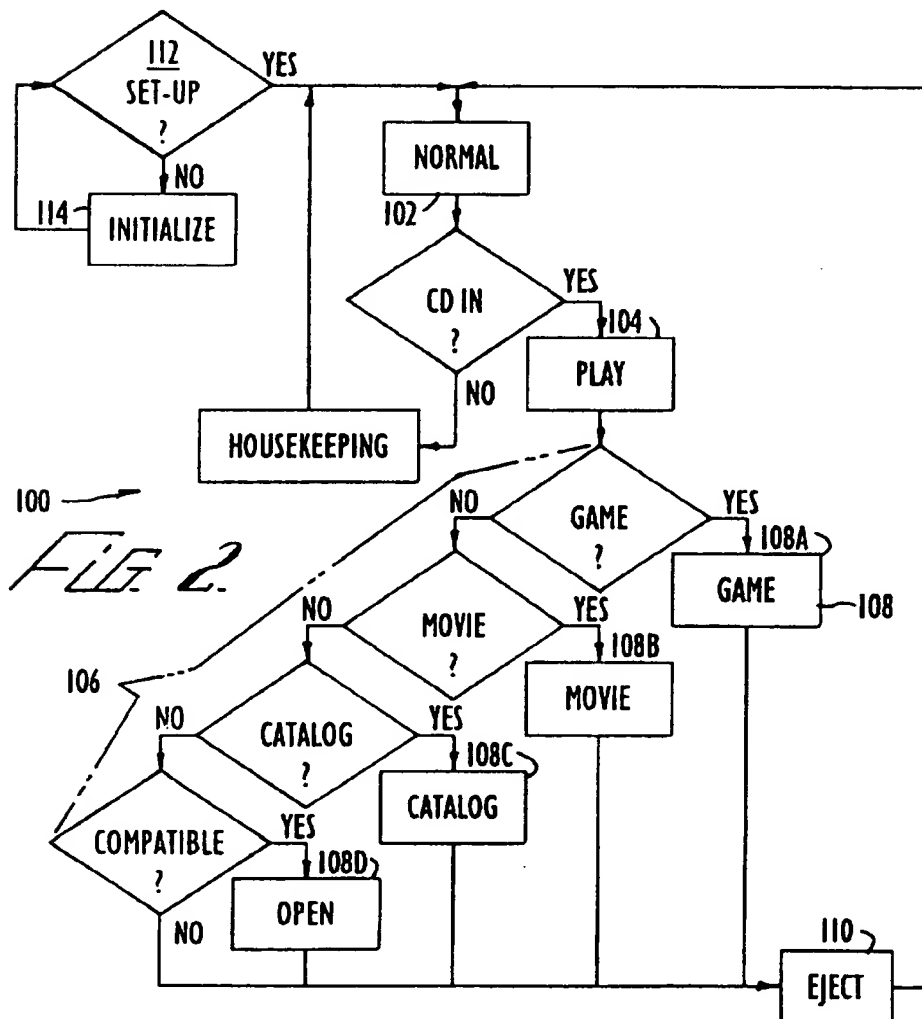 112
SET-UP
?
YES
NO
114
INITIALIZE
NORMAL
102
CD IN
?
YES
NO
104
PLAY
HOUSEKEEPING
100
FIG. 2
GAME
?
NO
YES
108A
GAME
108
MOVIE
?
NO
YES
108B
MOVIE
106
CATALOG
?
NO
YES
108C
CATALOG
COMPATIBLE
?
YES
NO
108D
OPEN
110
EJECT